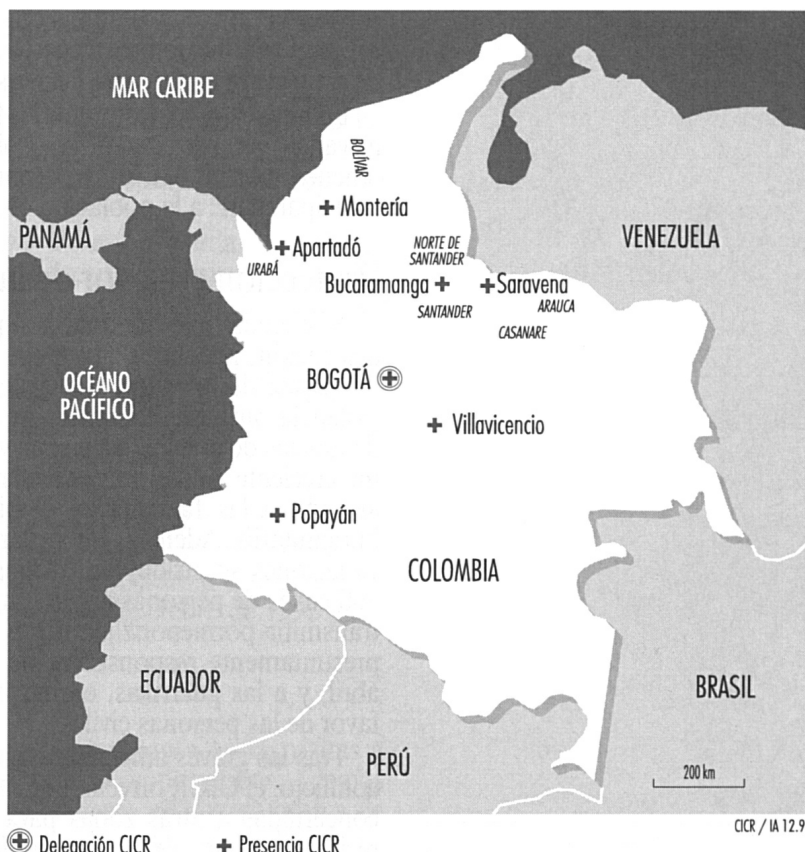 MAR CARIBE
BOLÍVAR
Montería
PANAMÁ
Apartadó
URABÁ
NORTE DE
SANTANDER
VENEZUELA
Bucaramanga
Saravena
SANTANDER
ARAUCA
CASANARE
OCÉANO
PACÍFICO
BOGOTÁ
Villavicencio
Popayán
COLOMBIA
ECUADOR
BRASIL
PERÚ
200 km
CICR / IA 12.9
Delegación CICR
Presencia CICR